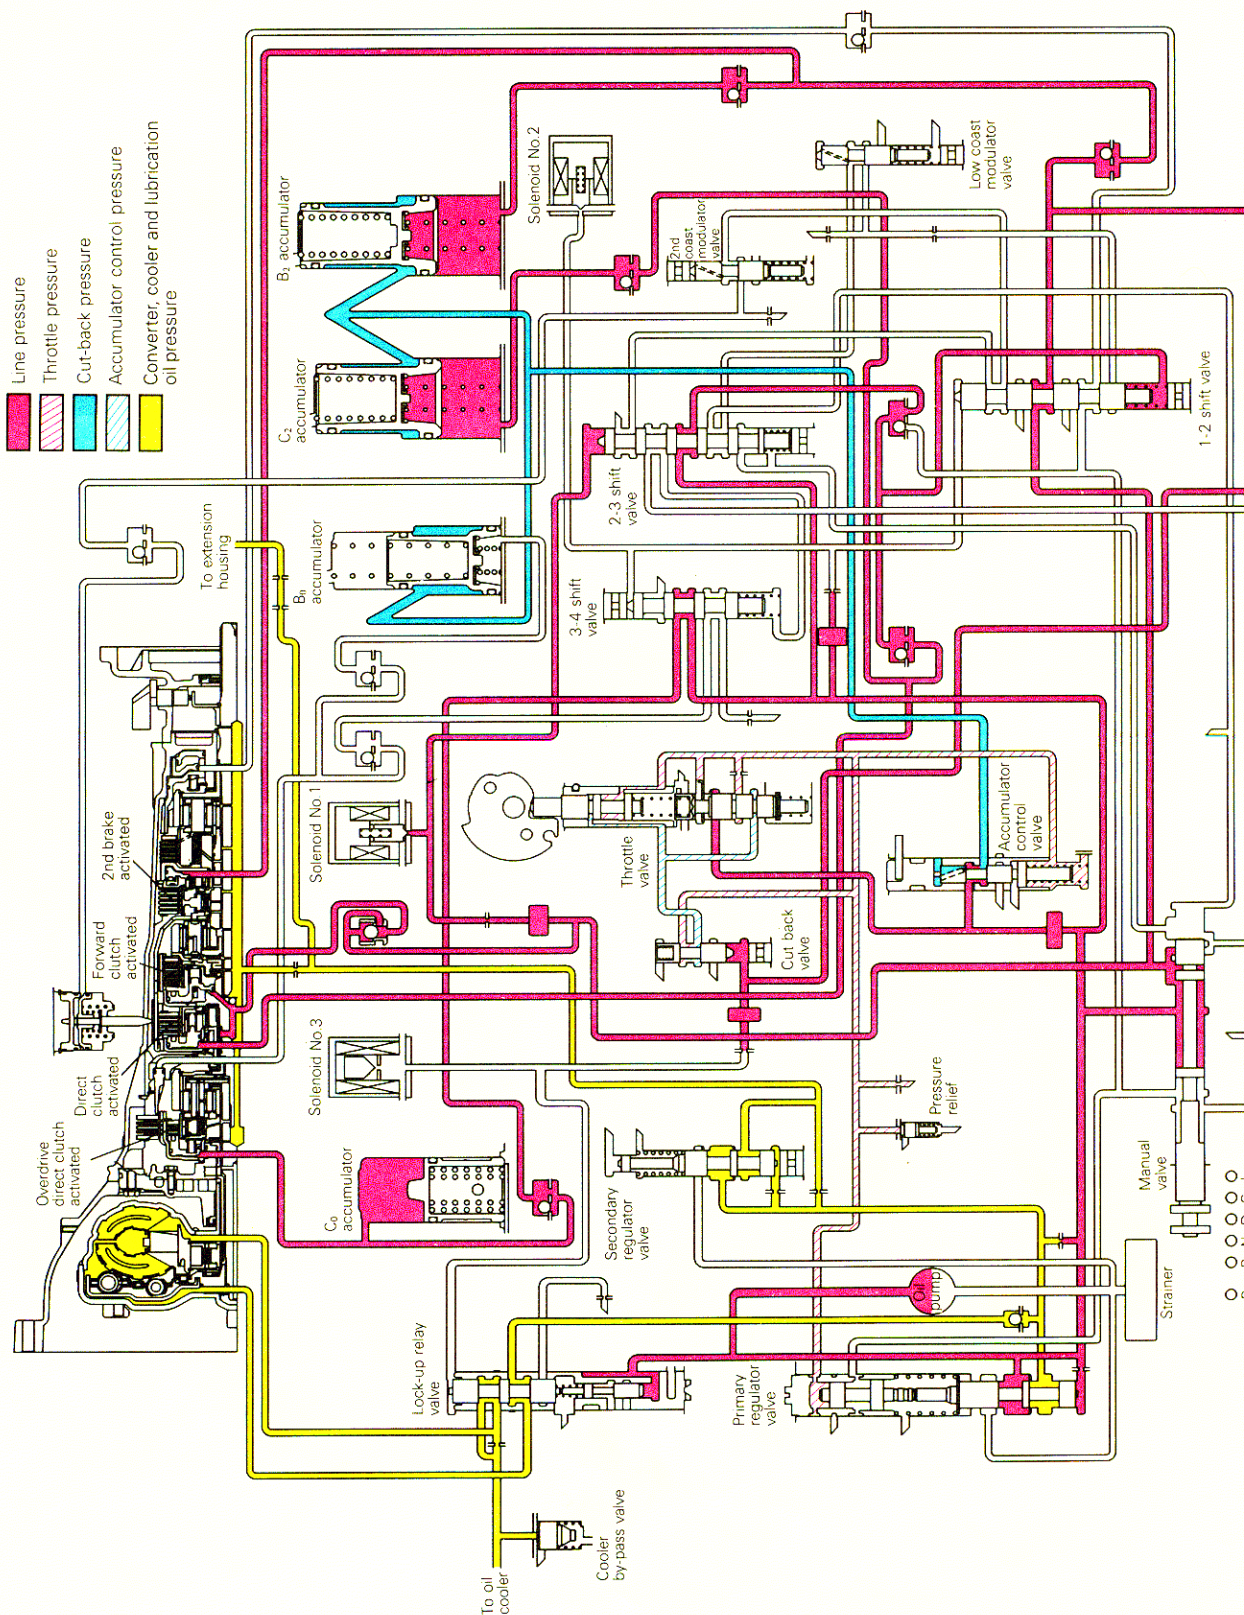 Line pressure
Throttle pressure
Cut-back pressure
Accumulator control pressure
Converter, cooler and lubrication
oil pressure
B2 accumulator
C2
accumulator
B0
accumulator
To extension
housing
Solenoid No.2
Low coast
modulator
valve
2nd
coast
modulator
valve
2-3 shift
valve
1-2 shift valve
3-4 shift
valve
2nd brake
activated
Forward
clutch
activated
Direct
clutch
activated
Overdrive
direct clutch
activated
Solenoid No.1
Throttle
valve
Accumulator
control
valve
Cut back
valve
Solenoid No.3
C0
accumulator
Secondary
regulator
valve
Pressure
relief
Manual
valve
Oil
pump
Strainer
Lock-up relay
valve
Primary
regulator
valve
To oil
cooler
Cooler
by-pass valve